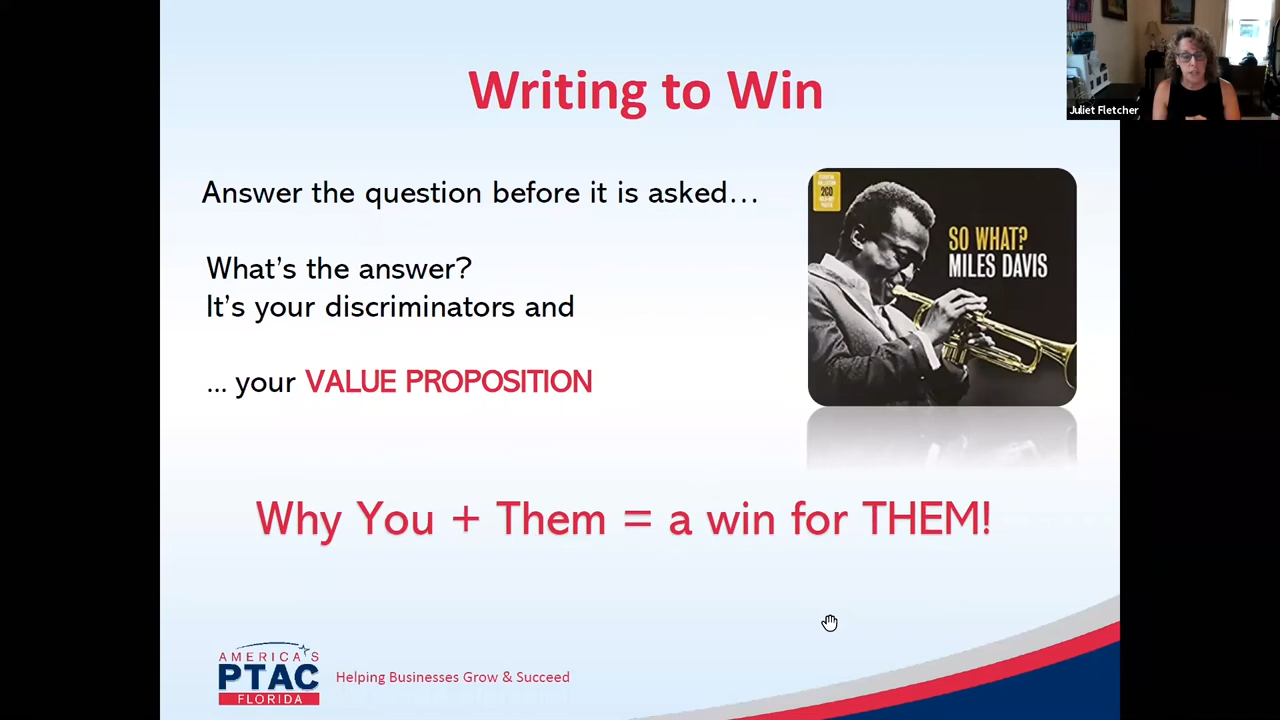 Writing to Win
Juliet Fletcher
Answer the question before it is asked...
What's the answer?
It's your discriminators and
... your VALUE PROPOSITION
2CD
SO WHAT?
MILES DAVIS
Why You + Them = a win for THEM!
AMERICA'S
PTAC
FLORIDA
Helping Businesses Grow & Succeed